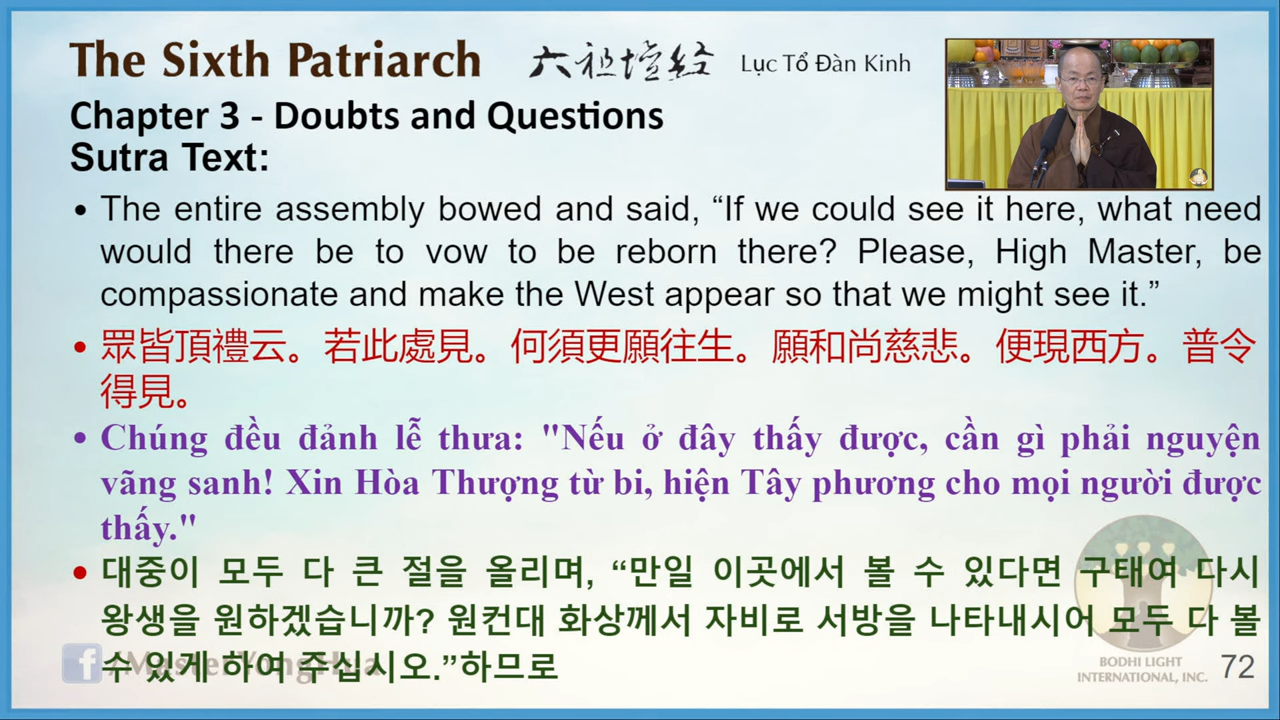 The Sixth Patriarch 六祖壇经 Lục Tổ Đàn Kinh
Chapter 3 - Doubts and Questions
Sutra Text:
• The entire assembly bowed and said, “If we could see it here, what need
would there be to vow to be reborn there? Please, High Master, be
compassionate and make the West appear so that we might see it.”
• 眾皆頂禮云。若此處見。何須更願往生。願和尚慈悲。便現西方。普令
得見。
• Chúng đều đảnh lễ thưa: "Nếu ở đây thấy được, cần gì phải nguyện
vãng sanh! Xin Hòa Thượng từ bi, hiện Tây phương cho mọi người được
thấy."
• 대중이 모두 다 큰 절을 올리며, “만일 이곳에서 볼 수 있다면 구태여 다시
왕생을 원하겠습니까? 원컨대 화상께서 자비로 서방을 나타내시어 모두 다 볼
수 있게 하여 주십시오.”하므로
f /MasterYongHua
BODHI LIGHT
INTERNATIONAL, INC.
72